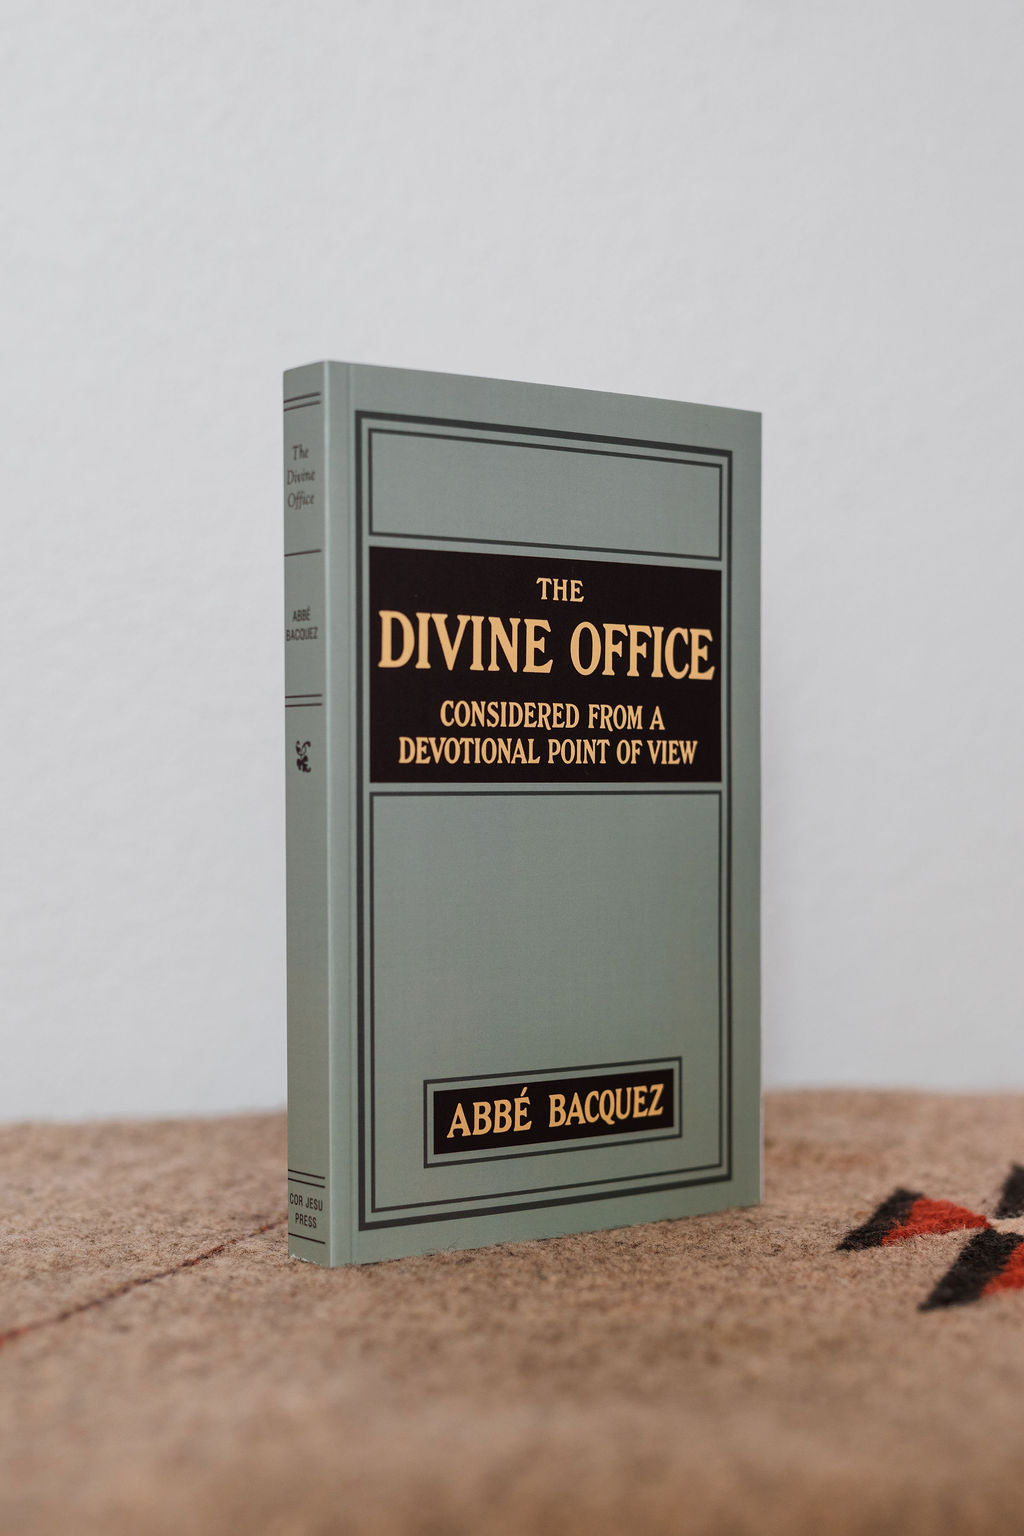 The
Divine
Office
ABBÉ
BACQUEZ
COR JESU
PRESS
THE
DIVINE OFFICE
CONSIDERED FROM A
DEVOTIONAL POINT OF VIEW
ABBÉ BACQUEZ